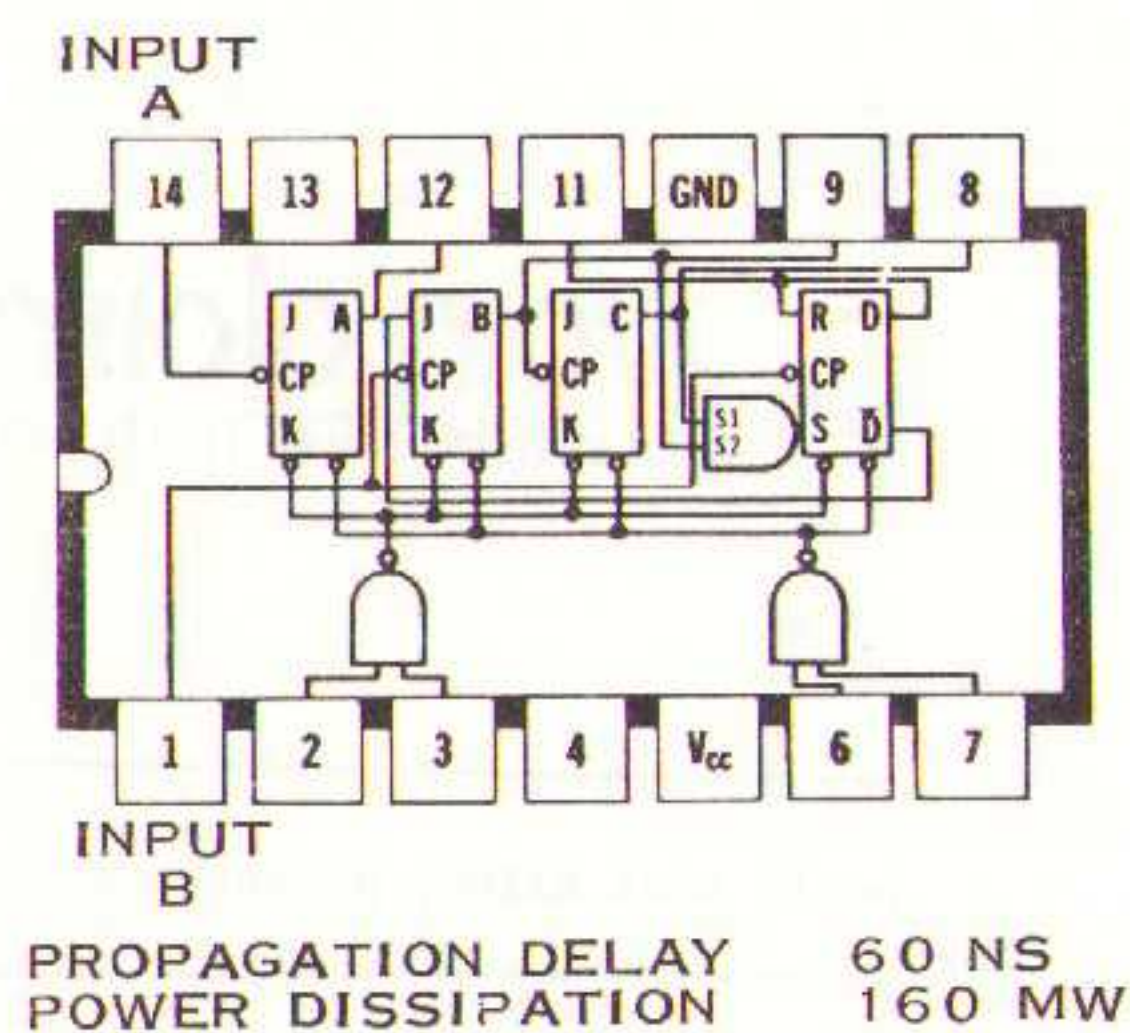 INPUT
A
14 13 12 11 GND 9 8
J A J B J C R D
CP CP CP CP
K K K S1 S D̅
S2
1 2 3 4 Vcc 6 7
INPUT
B
PROPAGATION DELAY 60 NS
POWER DISSIPATION 160 MW